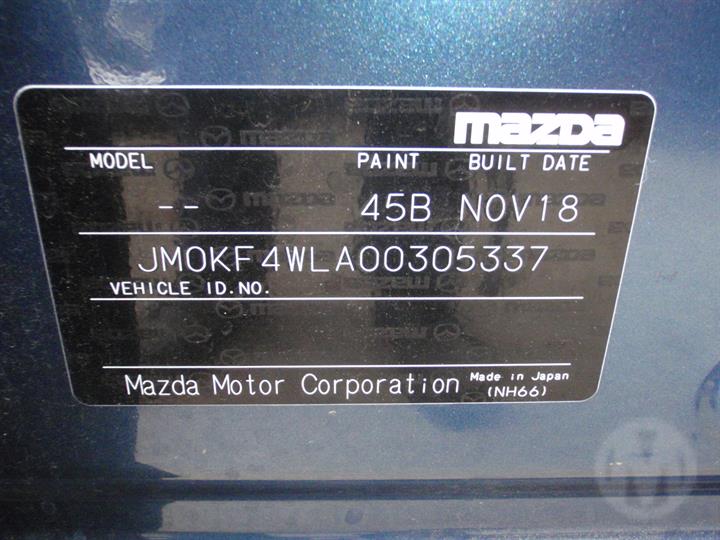 mazda
MODEL PAINT BUILT DATE
-- 45B NOV18
JM0KF4WLA00305337
VEHICLE ID.NO.
Mazda Motor Corporation Made in Japan
(NH66)